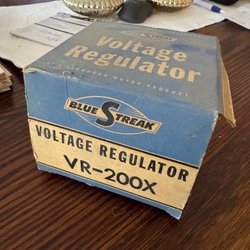 Voltage
Regulator
BLUE STREAK
VOLTAGE REGULATOR
VR-200X